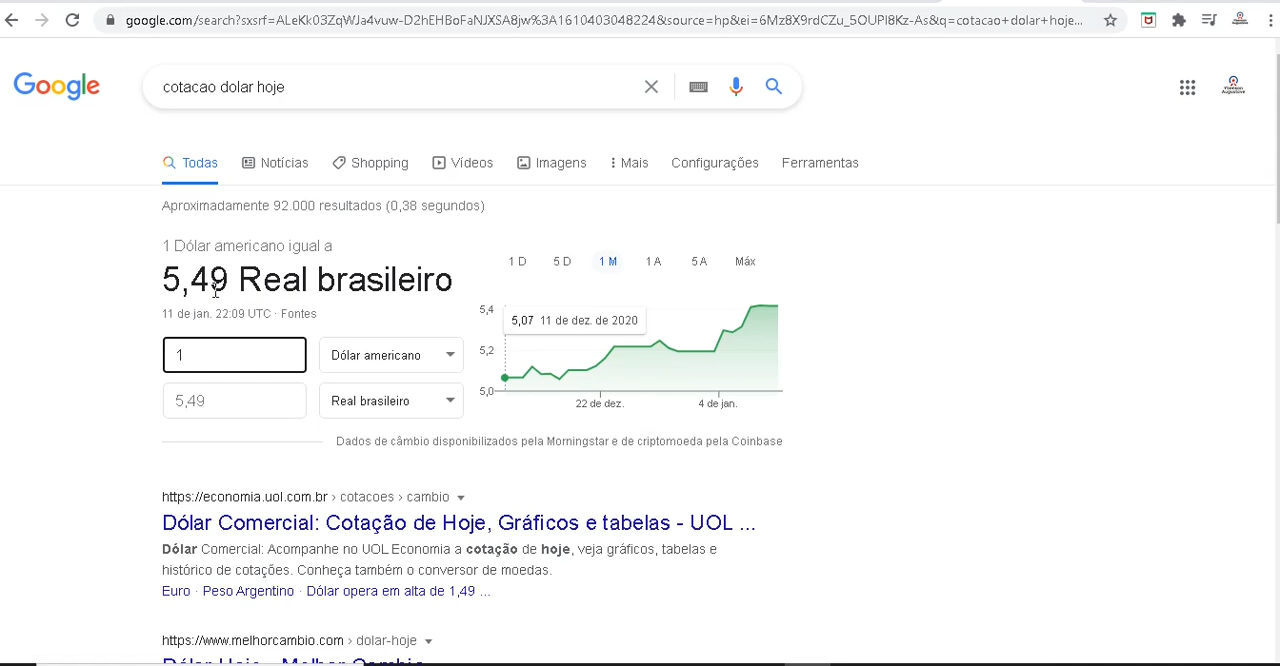 google.com/search?sxsrf=ALeKk03ZqWJa4vuw-D2hEHBoFaNJXSA8jw%3A1610403048224&source=hp&ei=6Mz8X9rdCZu_5OUPl8Kz-As&q=cotacao+dolar+hoje...
Google
cotacao dolar hoje
Todas Notícias Shopping Vídeos Imagens Mais Configurações Ferramentas
Aproximadamente 92.000 resultados (0,38 segundos)
1 Dólar americano igual a
5,49 Real brasileiro
11 de jan. 22:09 UTC · Fontes
1 Dólar americano
5,49 Real brasileiro
1 D 5 D 1 M 1 A 5 A Máx
5,4
5,07 11 de dez. de 2020
5,2
5,0
22 de dez. 4 de jan.
Dados de câmbio disponibilizados pela Morningstar e de criptomoeda pela Coinbase
https://economia.uol.com.br › cotacoes › cambio
Dólar Comercial: Cotação de Hoje, Gráficos e tabelas - UOL ...
Dólar Comercial: Acompanhe no UOL Economia a cotação de hoje, veja gráficos, tabelas e
histórico de cotações. Conheça também o conversor de moedas.
Euro · Peso Argentino · Dólar opera em alta de 1,49 ...
https://www.melhorcambio.com › dolar-hoje
Dólar Hoje - Melhor Cambio